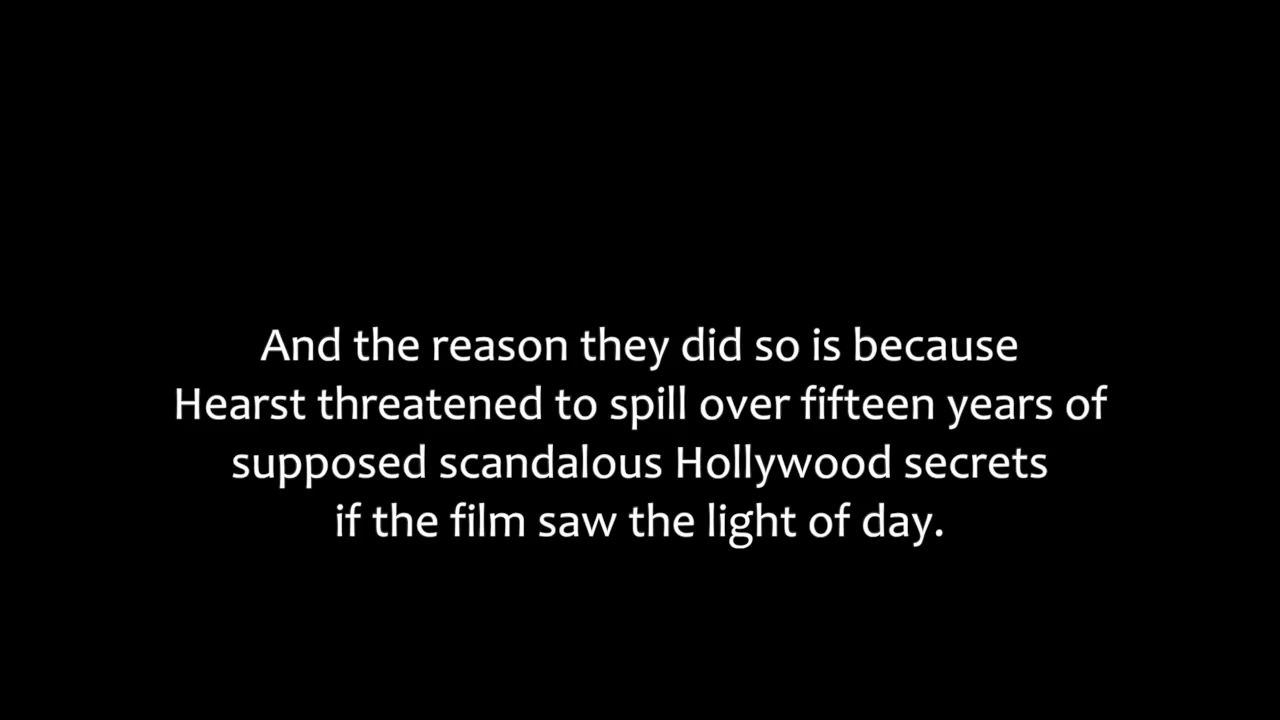 And the reason they did so is because
Hearst threatened to spill over fifteen years of
supposed scandalous Hollywood secrets
if the film saw the light of day.